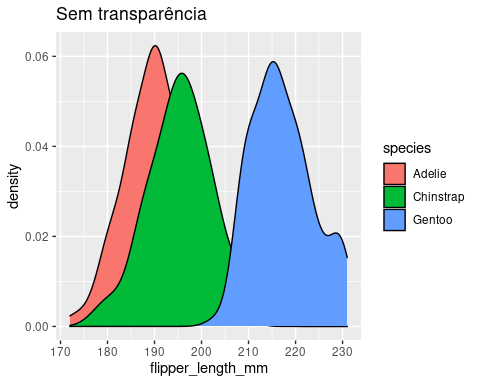 Sem transparência
0.06
0.04
0.02
0.00
density
170 180 190 200 210 220 230
flipper_length_mm
species
Adelie
Chinstrap
Gentoo